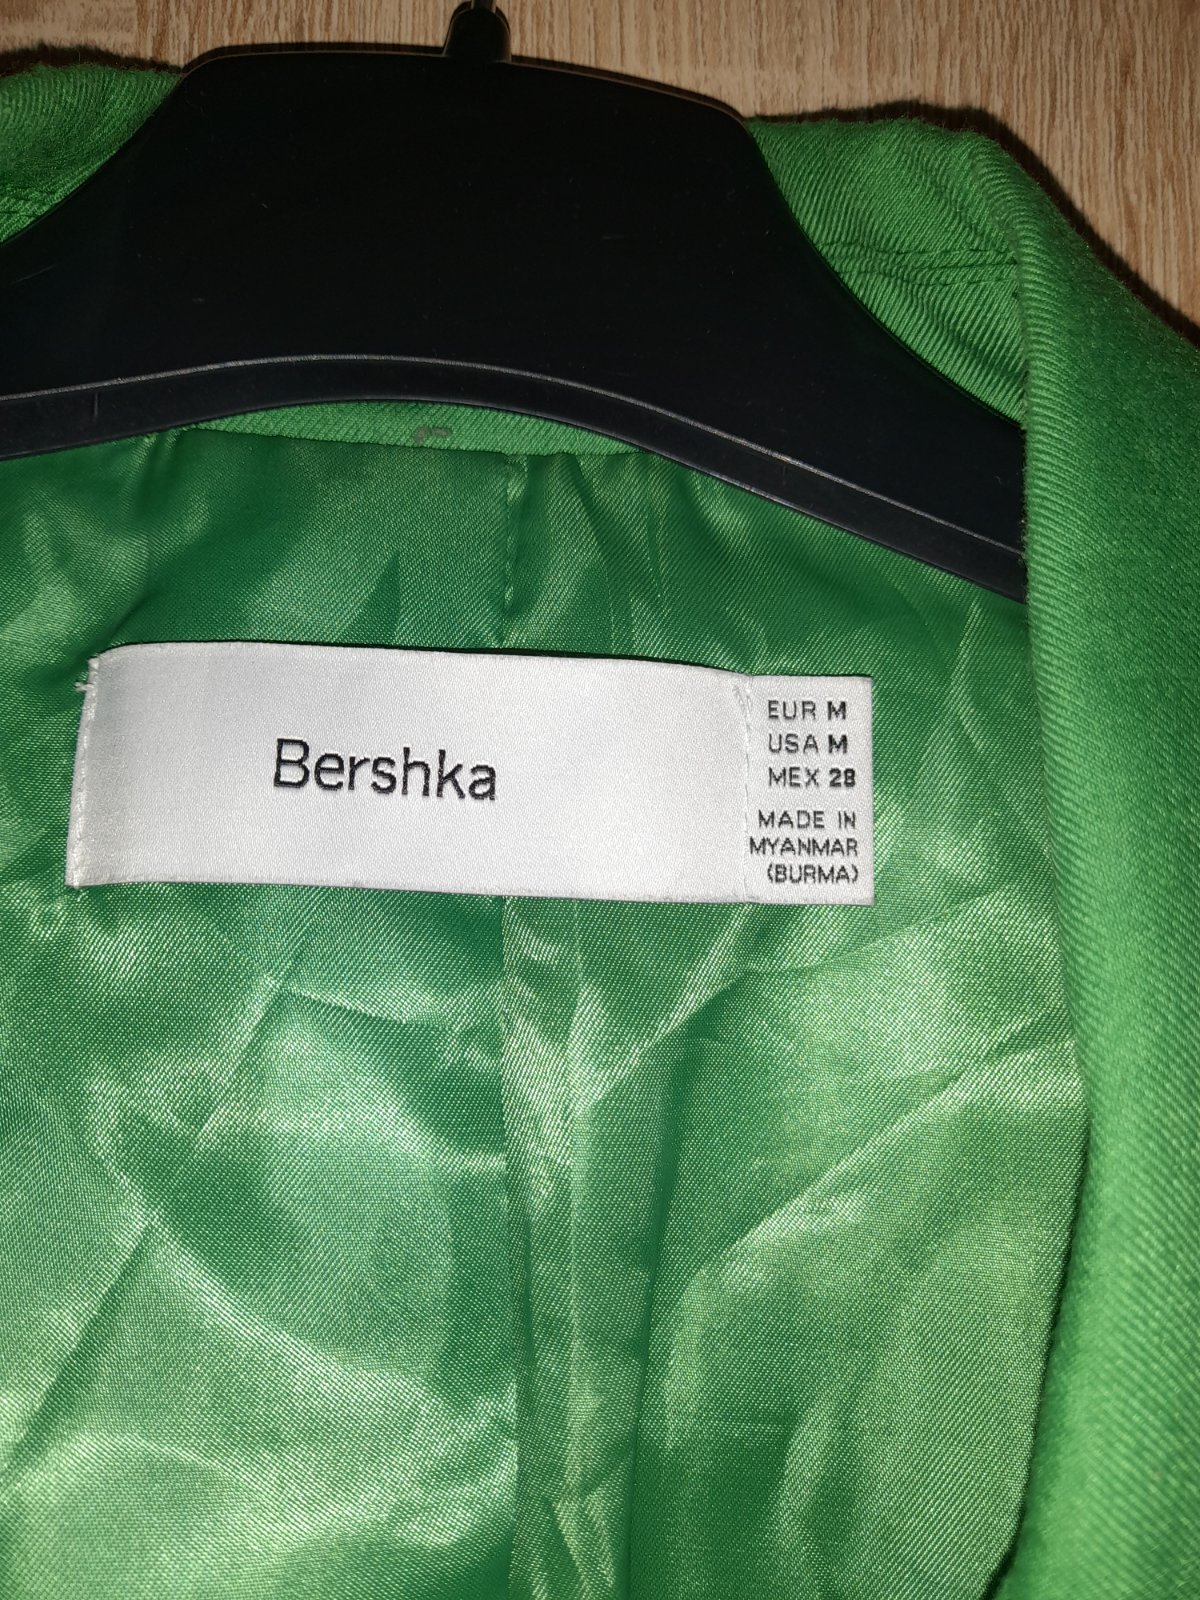 Bershka
EUR M
USA M
MEX 28
MADE IN
MYANMAR
(BURMA)